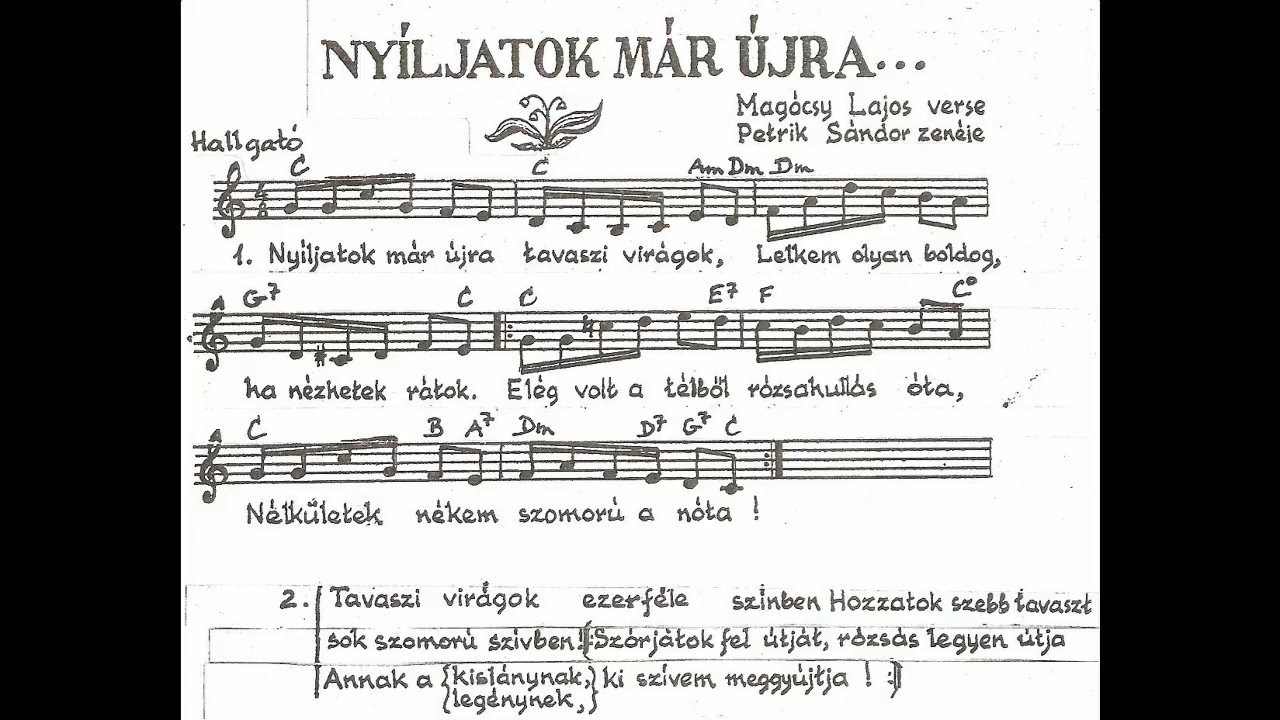 NYÍLJATOK MÁR ÚJRA...
Magócsy Lajos verse
Petrik Sándor zenéje
Hallgató
C C Am Dm Dm
4/8
1. Nyíljatok már újra tavaszi virágok, Lelkem olyan boldog,
G7 C C E7 F C°
ha nézhetek rátok. Elég volt a télből rózsahullás óta,
C B A7 Dm D7 G7 C
Nélkűletek nékem szomorú a nóta !
2. Tavaszi virágok ezerféle színben Hozzatok szebb tavaszt
sok szomorú szívben! Szórjátok fel útját, rózsás legyen útja
Annak a {kislánynak,} ki szívem meggyújtja ! :||
{legénynek,}